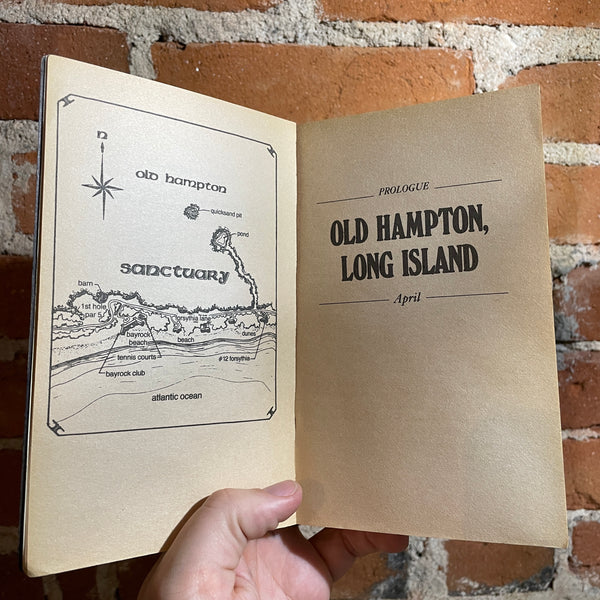 N
old hampton
quicksand pit
pond
sanctuary
barn
1st hole
par 5
forsythia lane
bayrock
beach
beach
dunes
tennis courts
#12 forsythia
bayrock club
atlantic ocean
PROLOGUE
OLD HAMPTON,
LONG ISLAND
April